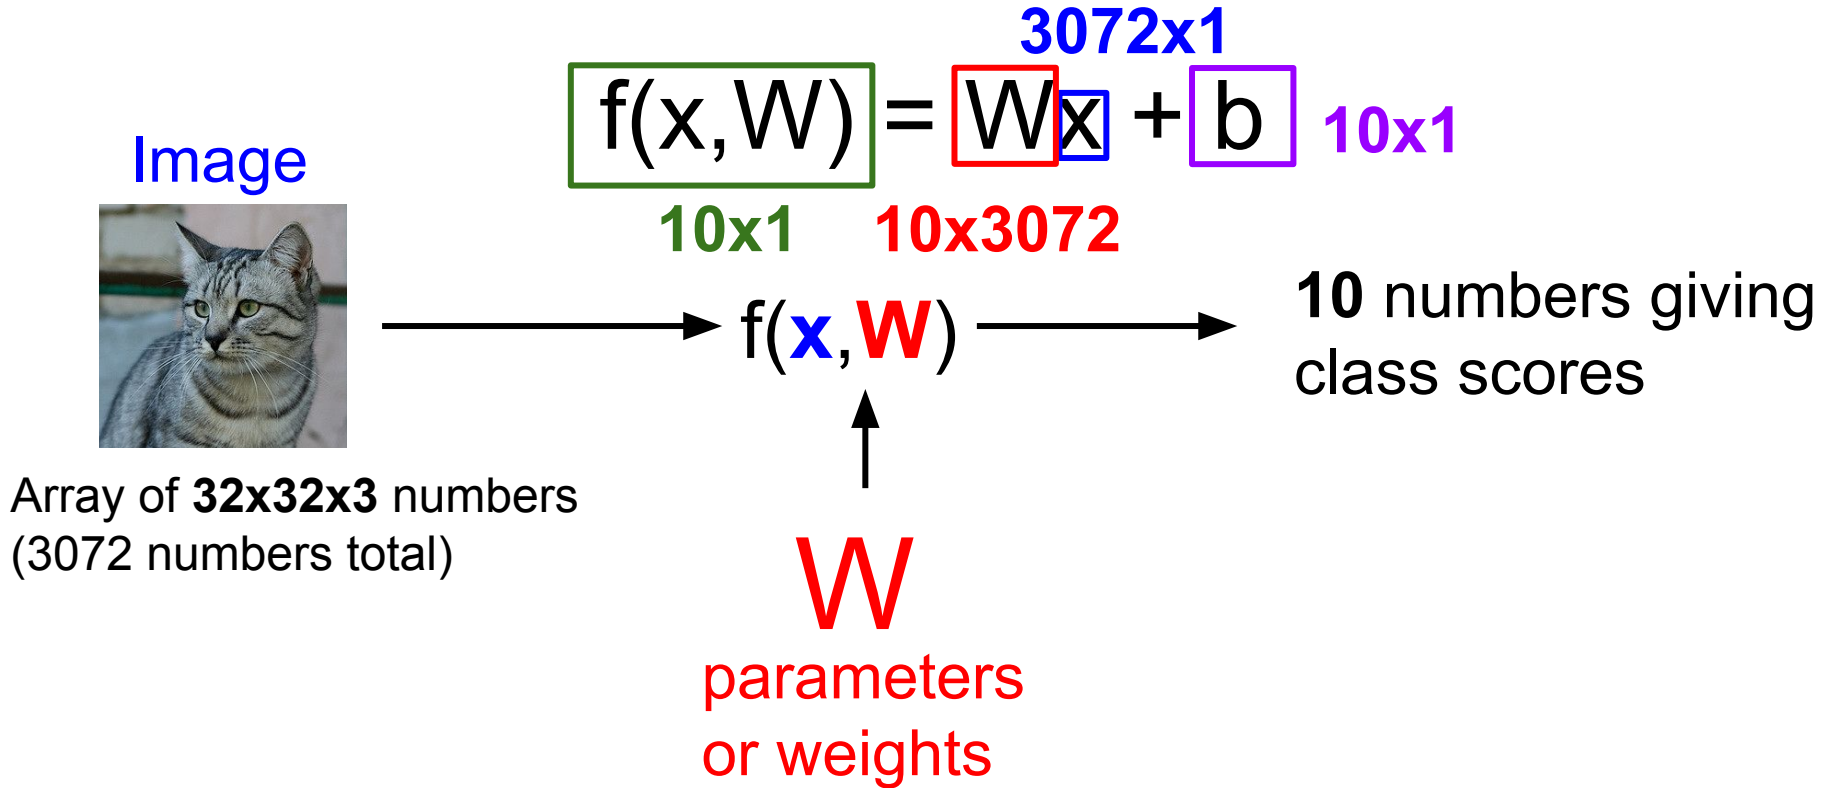 3072x1
f(x,W) = Wx + b 10x1
Image
10x1 10x3072
f(x,W)
10 numbers giving
class scores
Array of 32x32x3 numbers
(3072 numbers total)
W
parameters
or weights